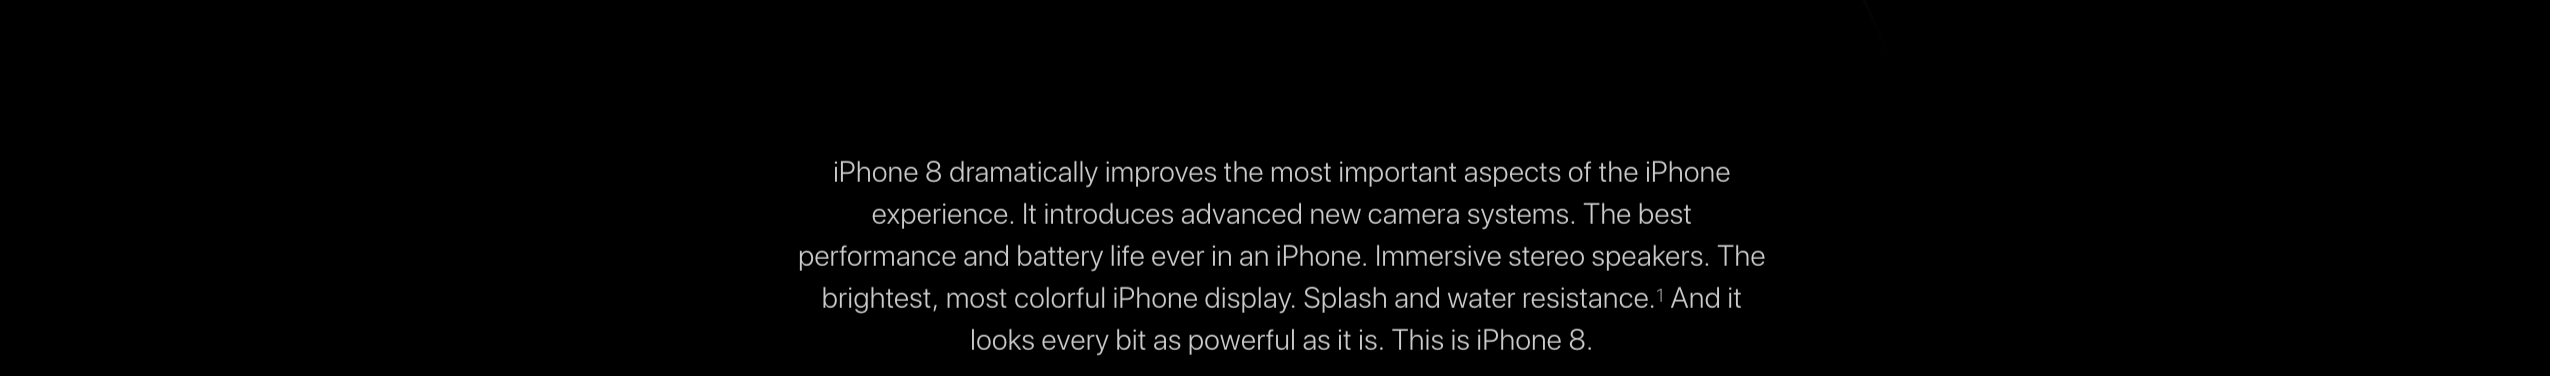 iPhone 8 dramatically improves the most important aspects of the iPhone
experience. It introduces advanced new camera systems. The best
performance and battery life ever in an iPhone. Immersive stereo speakers. The
brightest, most colorful iPhone display. Splash and water resistance.¹ And it
looks every bit as powerful as it is. This is iPhone 8.